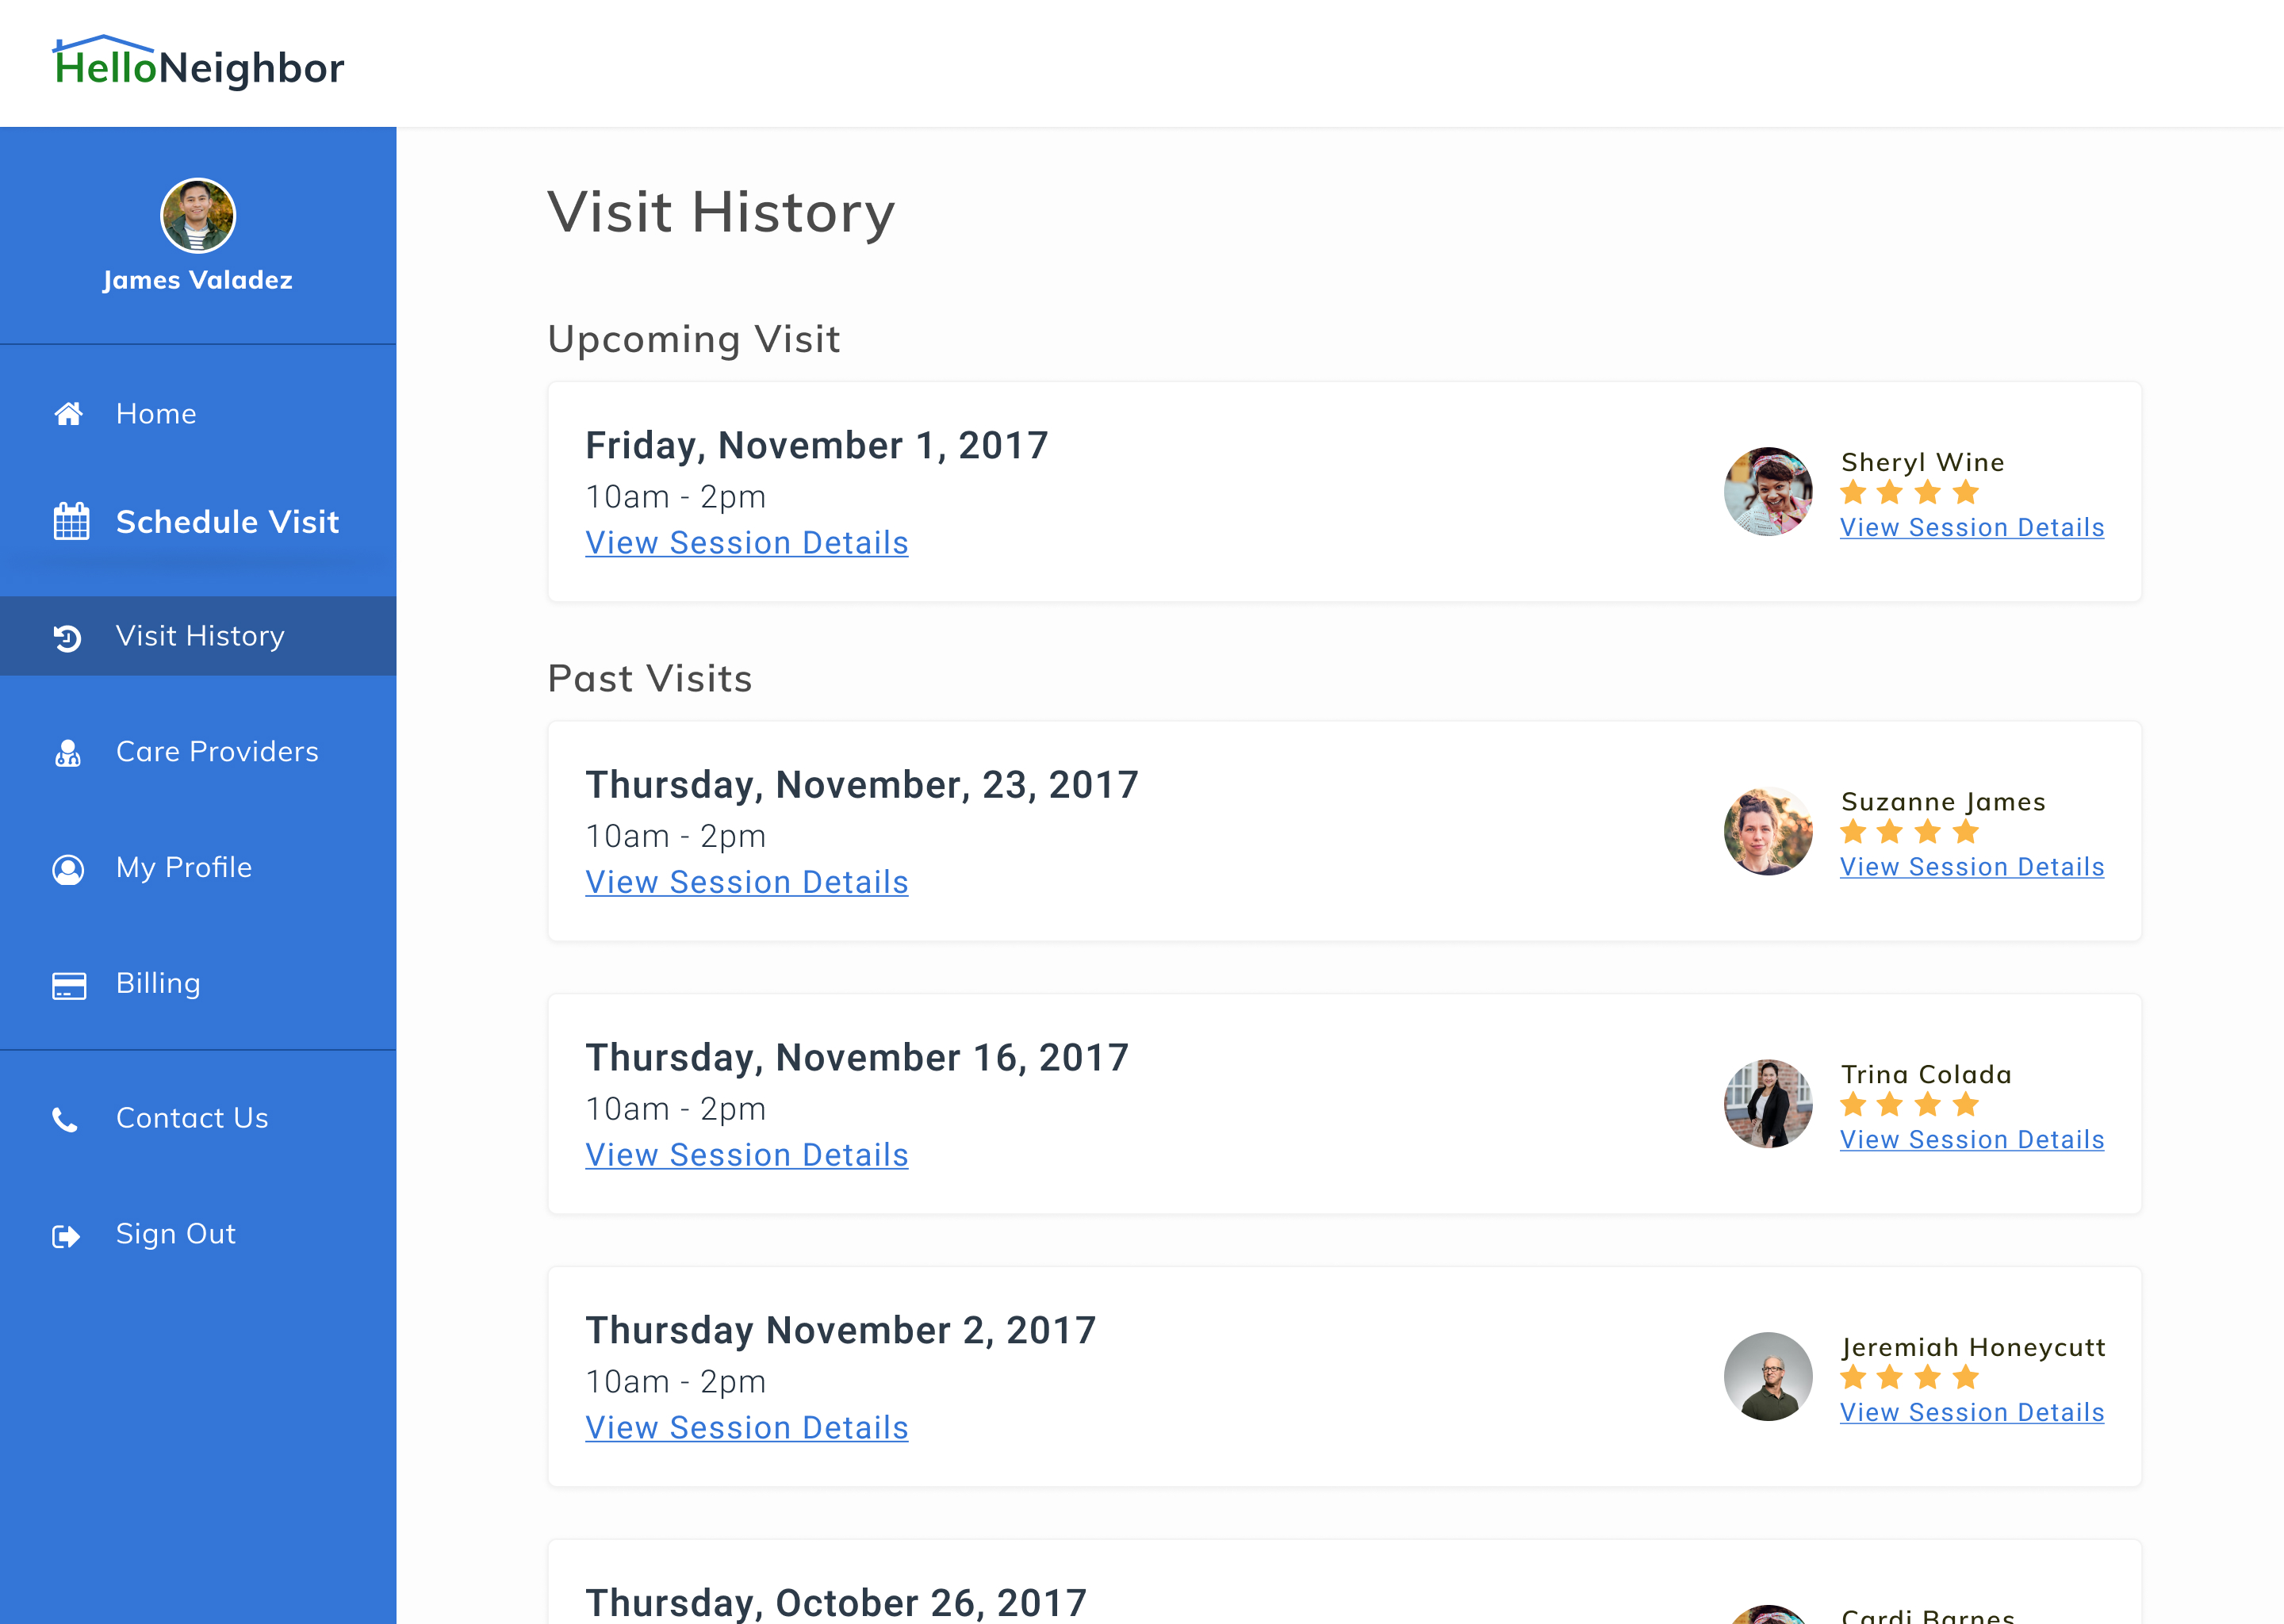 HelloNeighbor
James Valadez
Home
Schedule Visit
Visit History
Care Providers
My Profile
Billing
Contact Us
Sign Out
Visit History
Upcoming Visit
Friday, November 1, 2017
10am - 2pm
View Session Details
Sheryl Wine
View Session Details
Past Visits
Thursday, November, 23, 2017
10am - 2pm
View Session Details
Suzanne James
View Session Details
Thursday, November 16, 2017
10am - 2pm
View Session Details
Trina Colada
View Session Details
Thursday November 2, 2017
10am - 2pm
View Session Details
Jeremiah Honeycutt
View Session Details
Thursday, October 26, 2017
Cardi Barnes